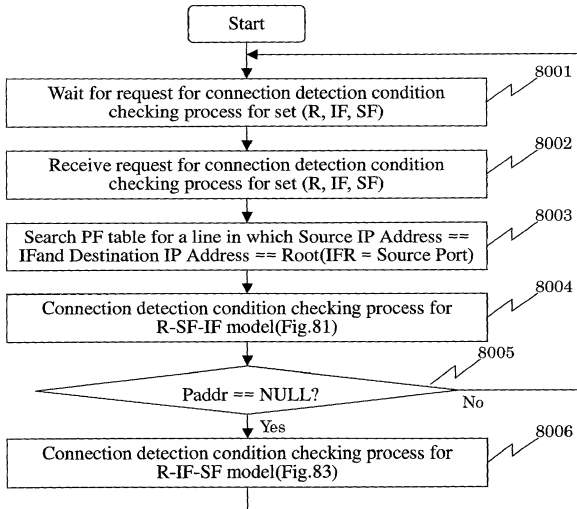 Start
8001
Wait for request for connection detection condition
checking process for set (R, IF, SF)
8002
Receive request for connection detection condition
checking process for set (R, IF, SF)
8003
Search PF table for a line in which Source IP Address ==
IFand Destination IP Address == Root(IFR = Source Port)
8004
Connection detection condition checking process for
R-SF-IF model(Fig.81)
8005
Paddr == NULL?
No
Yes
8006
Connection detection condition checking process for
R-IF-SF model(Fig.83)